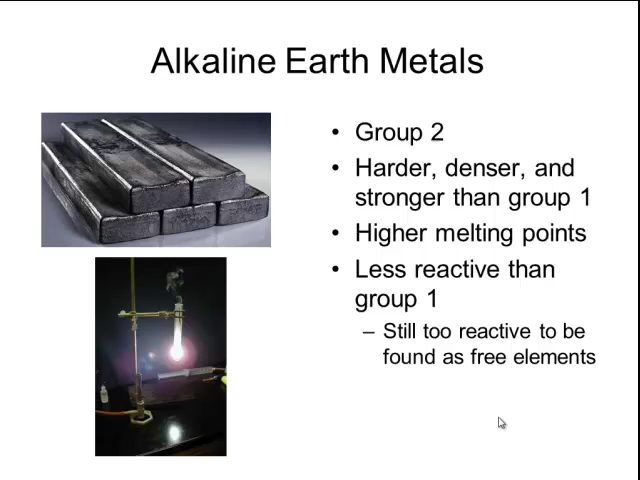 Alkaline Earth Metals
• Group 2
• Harder, denser, and
stronger than group 1
• Higher melting points
• Less reactive than
group 1
– Still too reactive to be
found as free elements